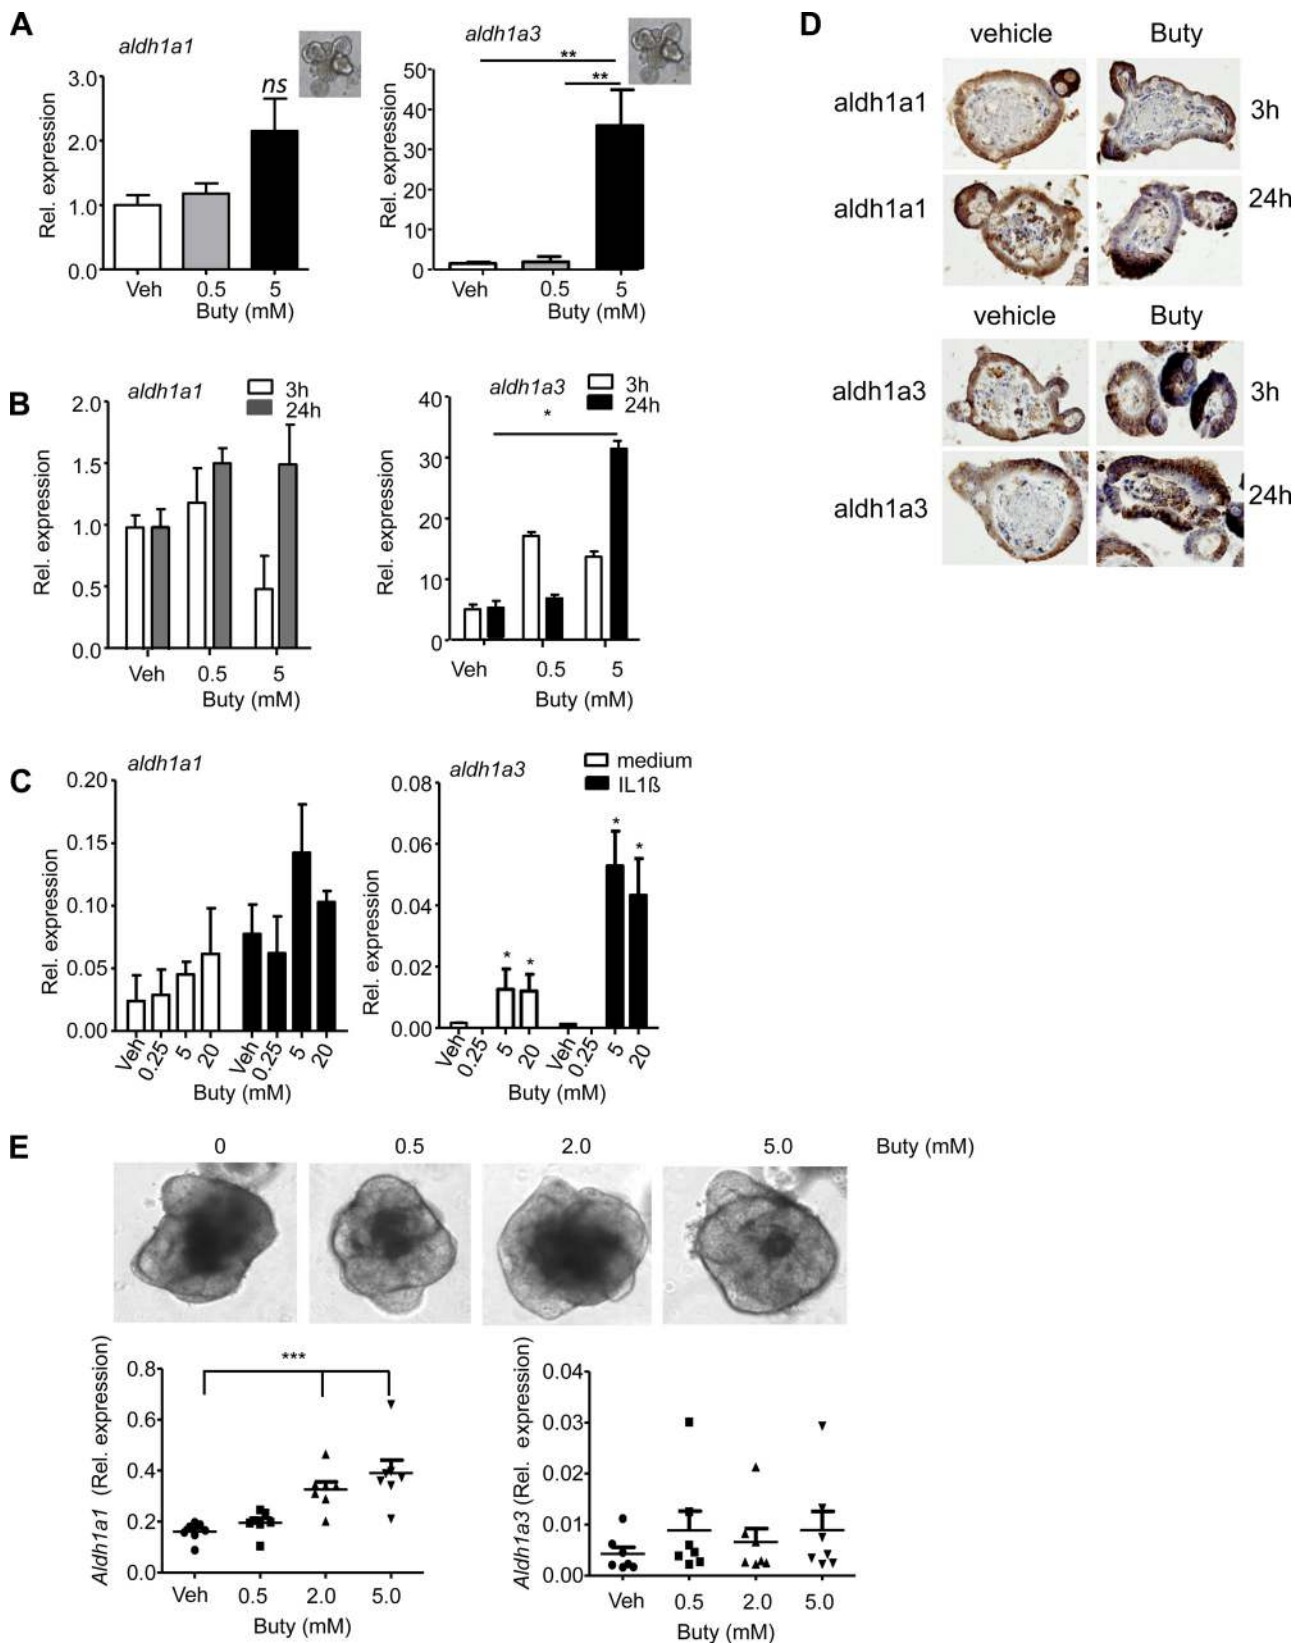 A
aldh1a1
ns
Rel. expression
3.0
2.0
1.0
0.0
Veh
0.5
5
Buty (mM)
aldh1a3
**
**
Rel. expression
50
40
30
20
10
0
Veh
0.5
5
Buty (mM)
B
aldh1a1
3h
24h
Rel. expression
2.0
1.5
1.0
0.5
0.0
Veh
0.5
5
Buty (mM)
aldh1a3
3h
24h
*
Rel. expression
40
30
20
10
0
Veh
0.5
5
Buty (mM)
C
aldh1a1
Rel. expression
0.20
0.15
0.10
0.05
0.00
Veh
0.25
5
20
Veh
0.25
5
20
Buty (mM)
aldh1a3
medium
IL1ß
Rel. expression
0.08
0.06
0.04
0.02
0.00
*
*
*
*
Veh
0.25
5
20
Veh
0.25
5
20
Buty (mM)
D
vehicle Buty
aldh1a1 3h
aldh1a1 24h
vehicle Buty
aldh1a3 3h
aldh1a3 24h
E
0 0.5 2.0 5.0 Buty (mM)
Aldh1a1 (Rel. expression)
0.8
0.6
0.4
0.2
0.0
***
Veh
0.5
2.0
5.0
Buty (mM)
Aldh1a3 (Rel. expression)
0.04
0.03
0.02
0.01
0.00
Veh
0.5
2.0
5.0
Buty (mM)